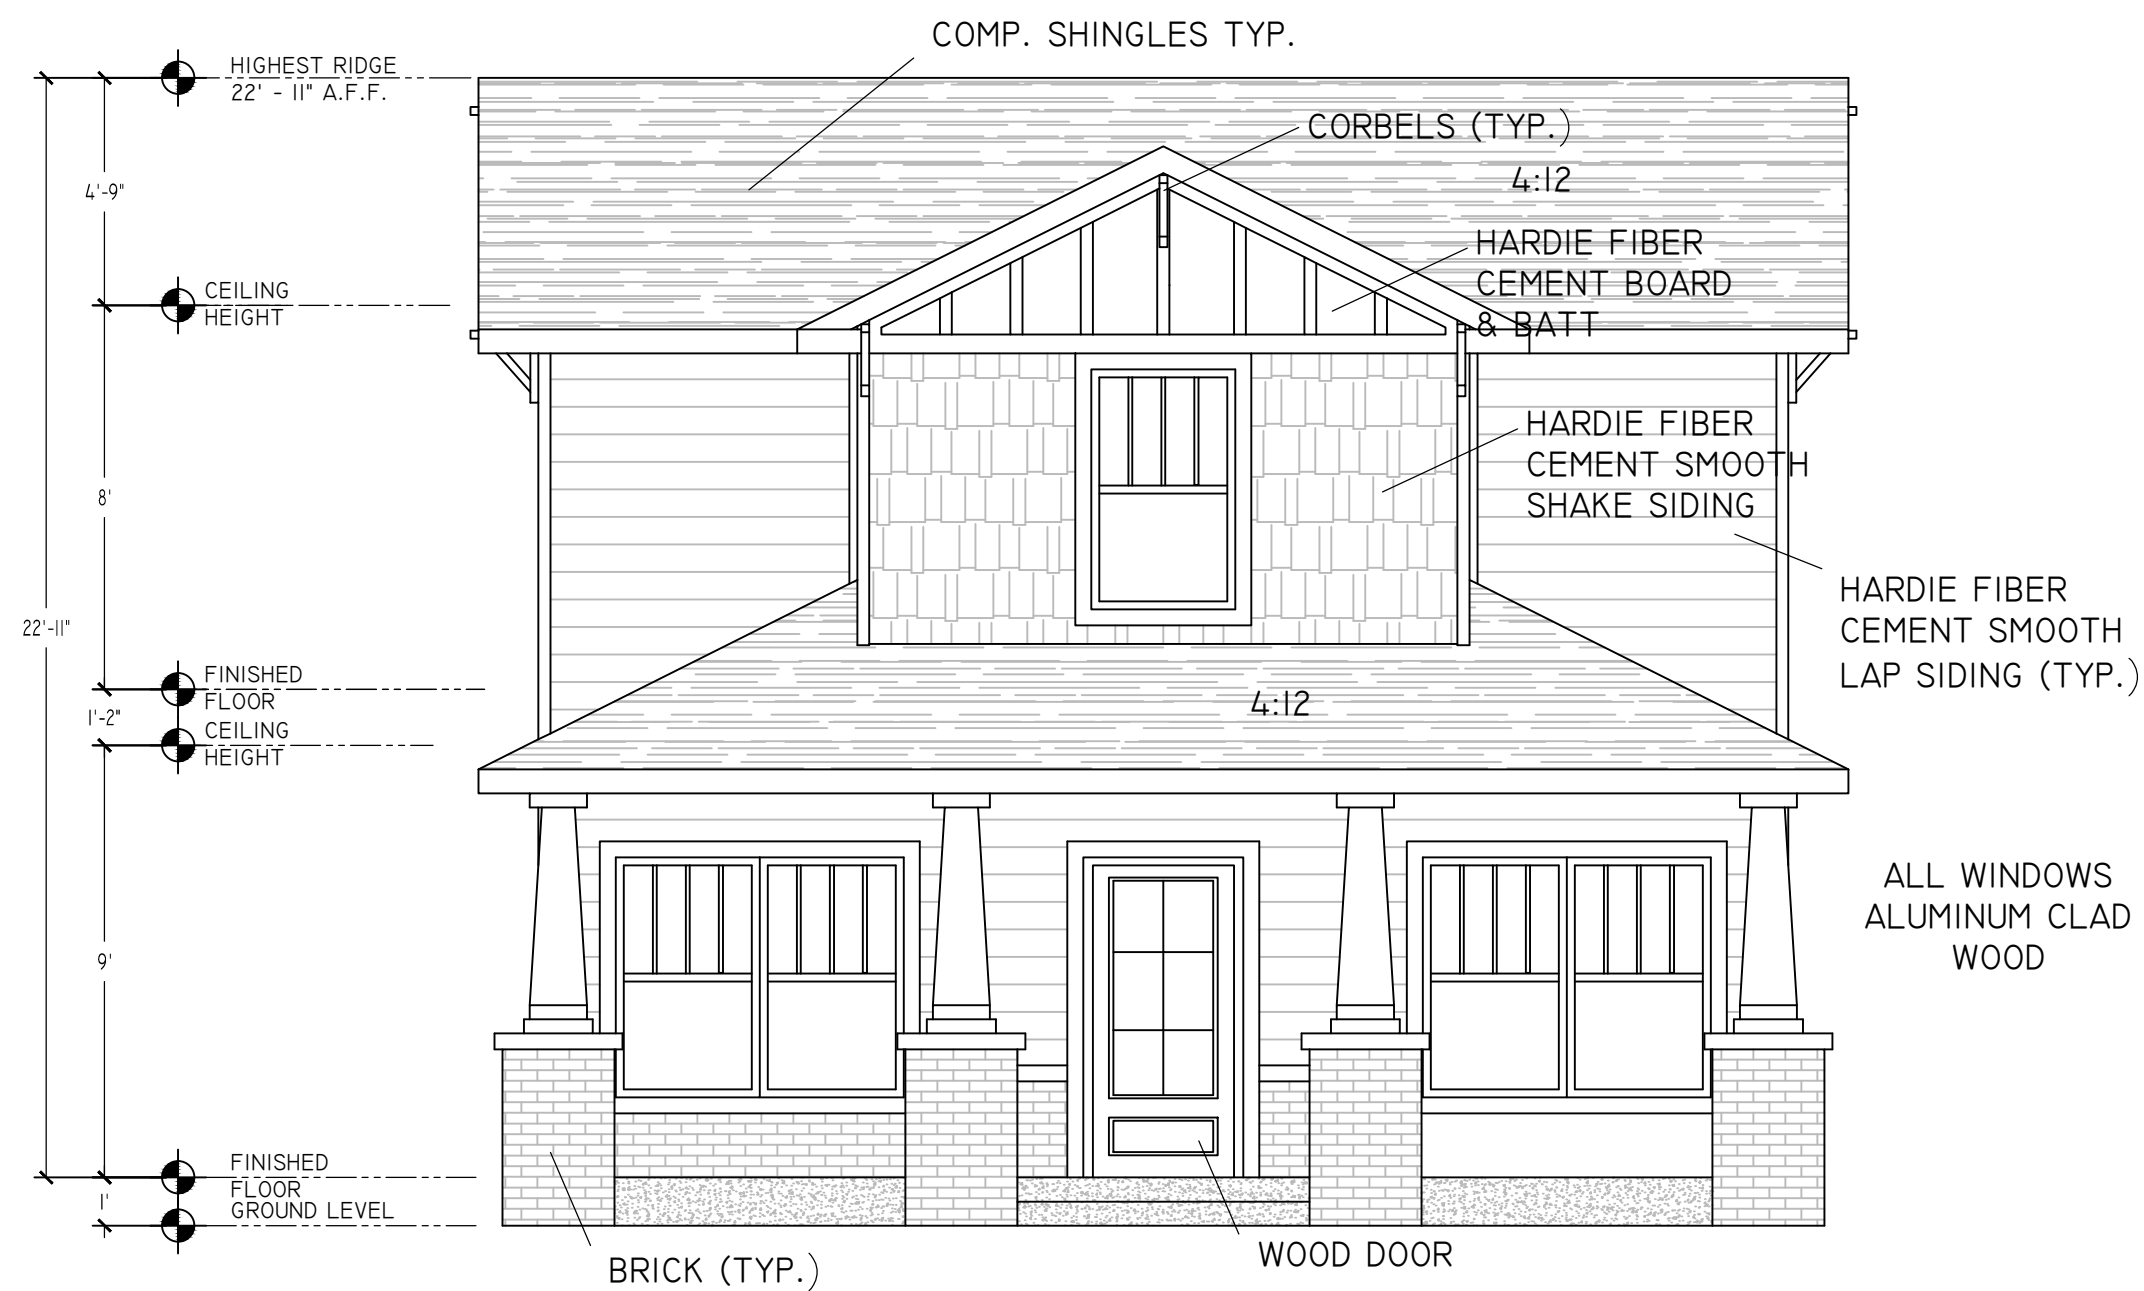 COMP. SHINGLES TYP.
HIGHEST RIDGE
22' - 11" A.F.F.
CORBELS (TYP.)
4:12
4'-9"
HARDIE FIBER
CEMENT BOARD
& BATT
CEILING
HEIGHT
HARDIE FIBER
CEMENT SMOOTH
SHAKE SIDING
8'
HARDIE FIBER
CEMENT SMOOTH
LAP SIDING (TYP.)
22'-11"
FINISHED
FLOOR
4:12
1'-2"
CEILING
HEIGHT
ALL WINDOWS
ALUMINUM CLAD
WOOD
9'
FINISHED
FLOOR
1'
GROUND LEVEL
WOOD DOOR
BRICK (TYP.)